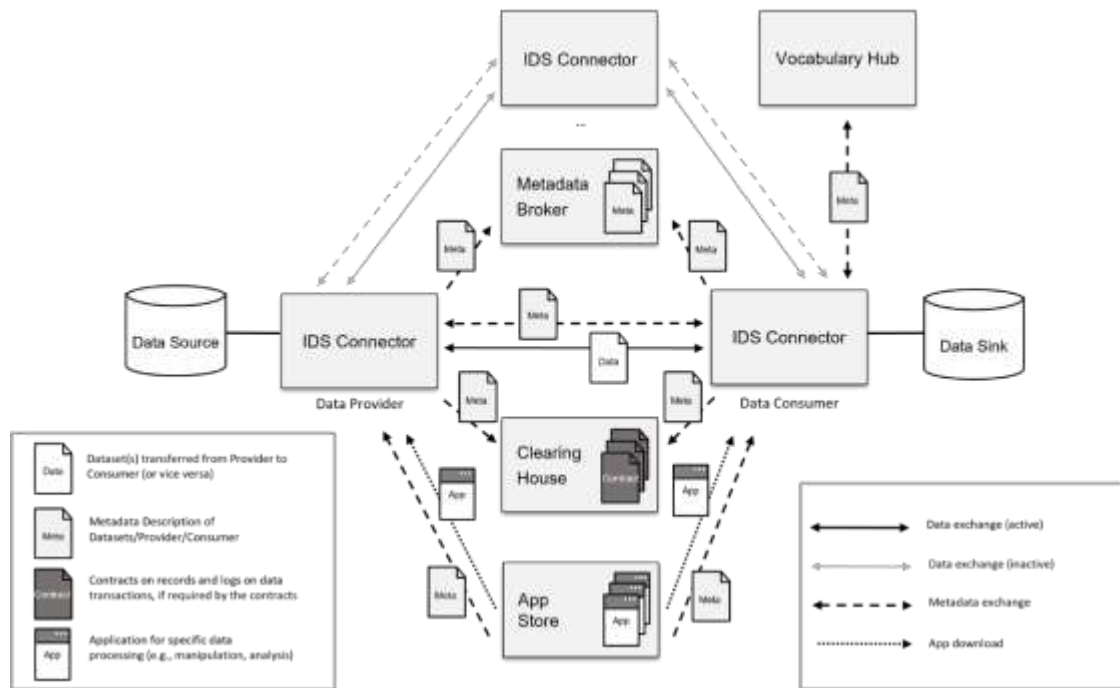 IDS Connector
Vocabulary Hub
...
Metadata
Broker
Meta
Meta
Meta
Meta
Data Source
IDS Connector
Meta
Data
IDS Connector
Data Sink
Data Provider
Data Consumer
Meta
Meta
Clearing
House
Contract
App
App
App
Store
App
Meta
Meta
Data
Dataset(s) transferred from Provider to
Consumer (or vice versa)
Meta
Metadata Description of
Datasets/Provider/Consumer
Contract
Contracts on records and logs on data
transactions, if required by the contracts
App
Application for specific data
processing (e.g., manipulation, analysis)
Data exchange (active)
Data exchange (inactive)
Metadata exchange
App download